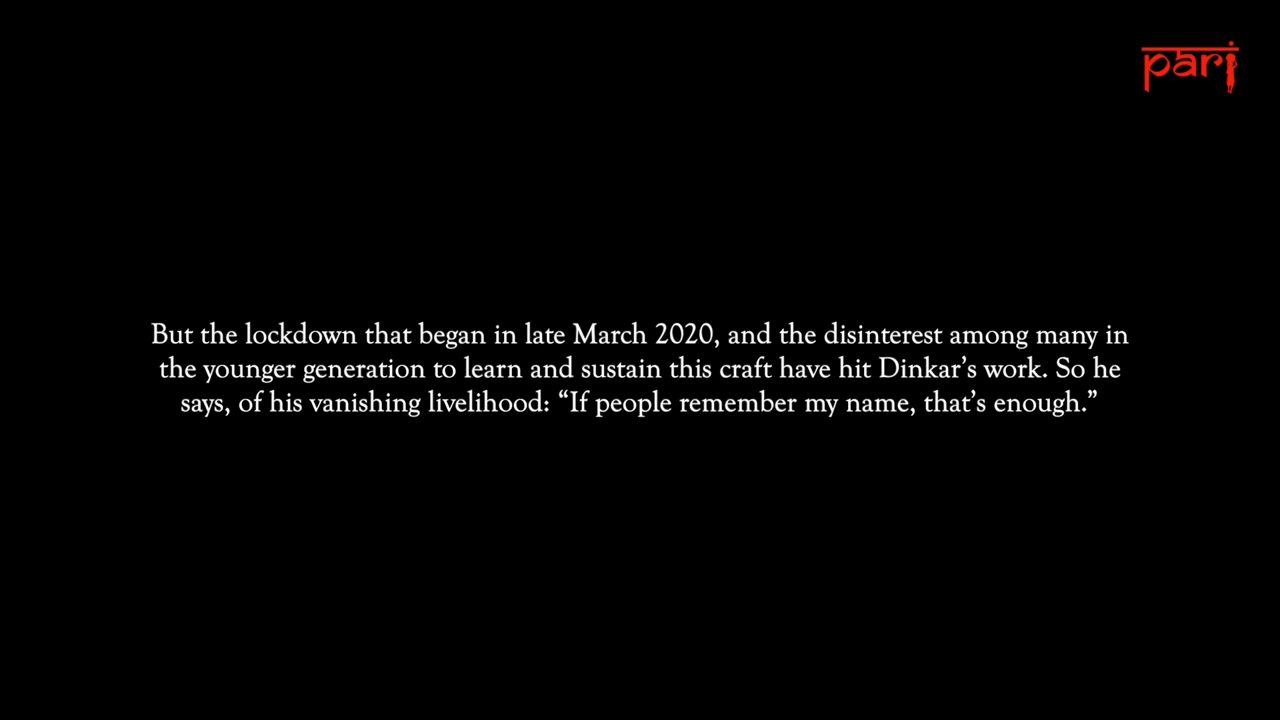 pari
But the lockdown that began in late March 2020, and the disinterest among many in
the younger generation to learn and sustain this craft have hit Dinkar’s work. So he
says, of his vanishing livelihood: “If people remember my name, that’s enough.”